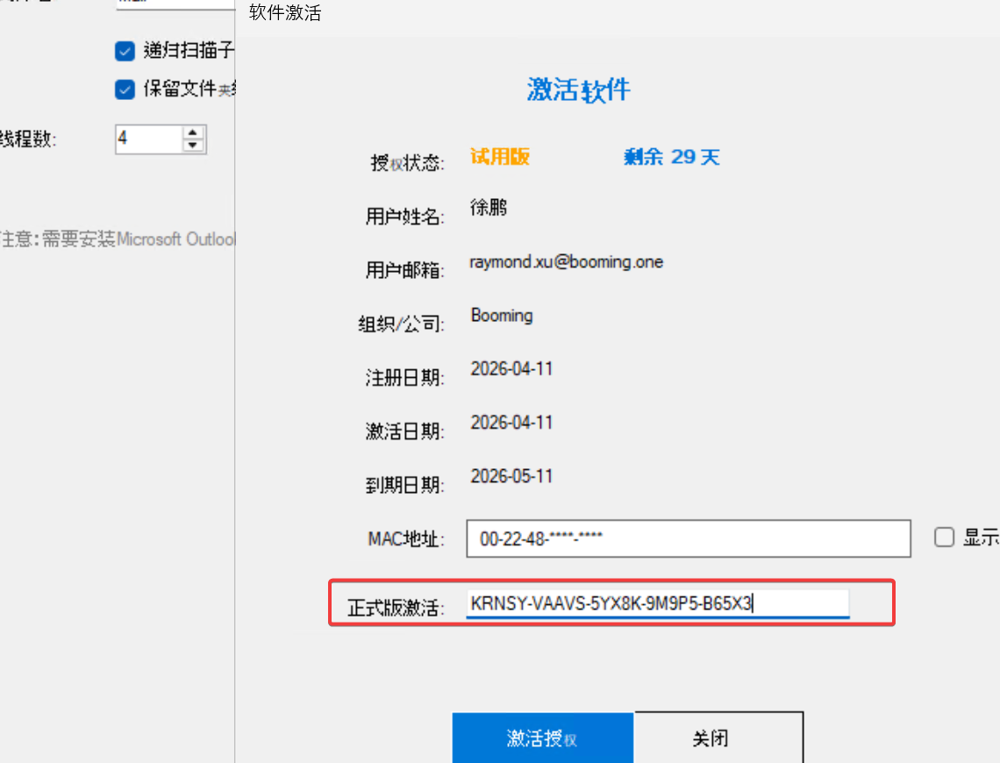 软件激活
递归扫描子
激活软件
保留文件夹
线程数:
4
授权状态:
试用版
剩余 29 天
用户姓名:
徐鹏
注意:需要安装Microsoft Outlook
用户邮箱:
raymond.xu@booming.one
组织/公司:
Booming
注册日期:
2026-04-11
激活日期:
2026-04-11
到期日期:
2026-05-11
MAC地址:
00-22-48-****-****
显示
正式版激活:
KRNSY-VAAVS-5YX8K-9M9P5-B65X3
激活授权
关闭